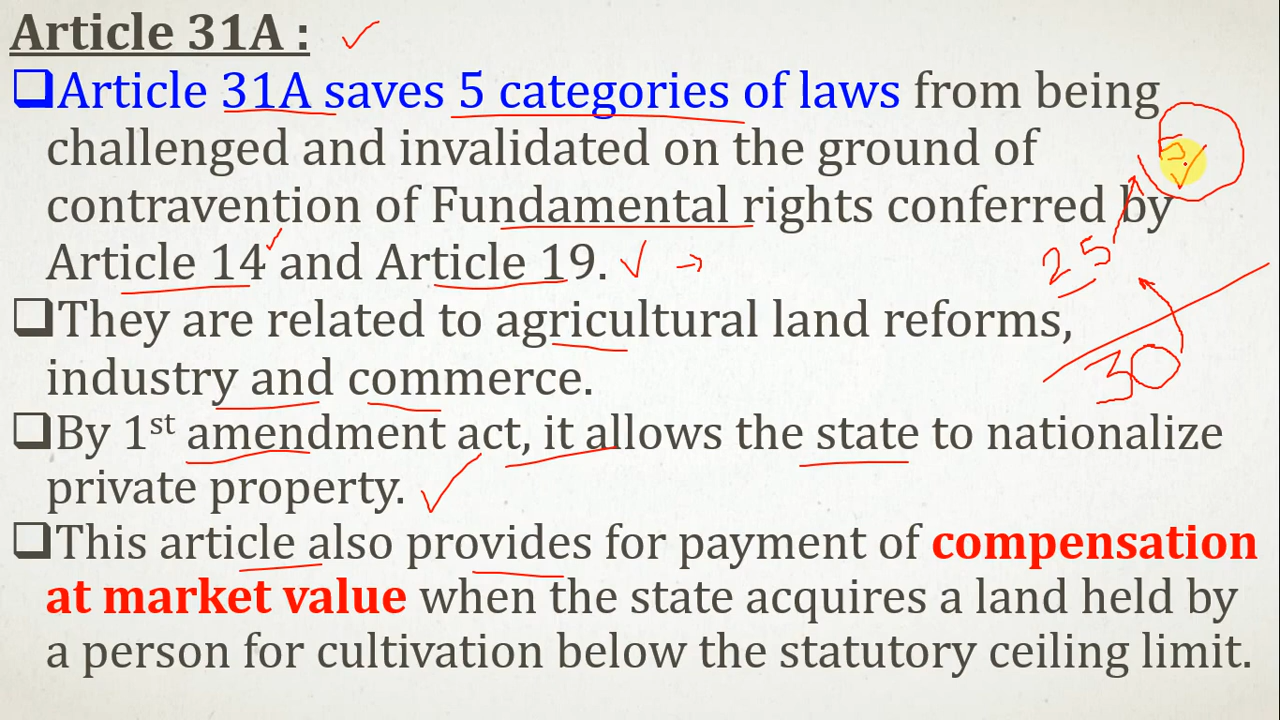 Article 31A :
❑Article 31A saves 5 categories of laws from being
challenged and invalidated on the ground of
contravention of Fundamental rights conferred by
Article 14 and Article 19.
❑They are related to agricultural land reforms,
industry and commerce.
❑By 1st amendment act, it allows the state to nationalize
private property.
❑This article also provides for payment of compensation
at market value when the state acquires a land held by
a person for cultivation below the statutory ceiling limit.
5
25
30